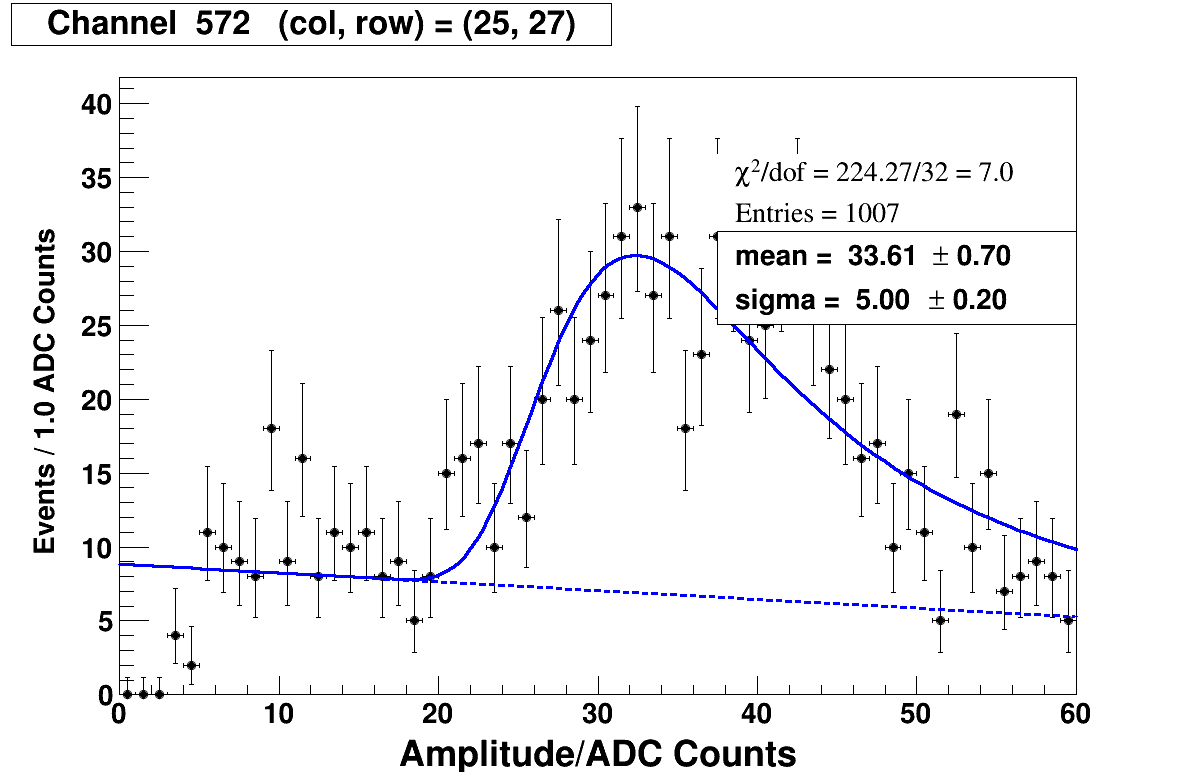 Channel 572 (col, row) = (25, 27)
χ²/dof = 224.27/32 = 7.0
Entries = 1007
mean = 33.61 ± 0.70
sigma = 5.00 ± 0.20
Events / 1.0 ADC Counts
40
35
30
25
20
15
10
5
0
0 10 20 30 40 50 60
Amplitude/ADC Counts